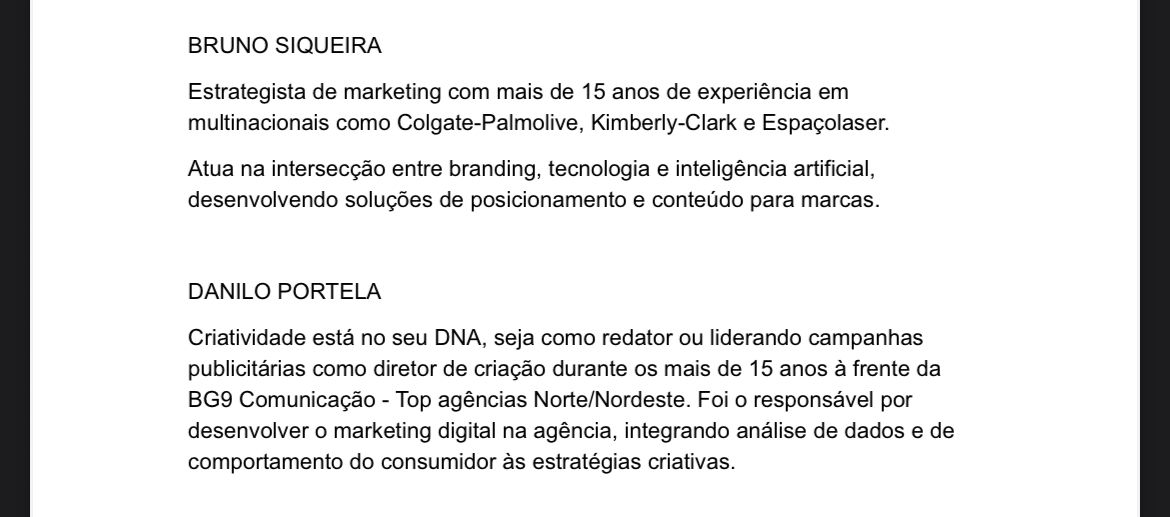 BRUNO SIQUEIRA
Estrategista de marketing com mais de 15 anos de experiência em
multinacionais como Colgate-Palmolive, Kimberly-Clark e Espaçolaser.
Atua na intersecção entre branding, tecnologia e inteligência artificial,
desenvolvendo soluções de posicionamento e conteúdo para marcas.
DANILO PORTELA
Criatividade está no seu DNA, seja como redator ou liderando campanhas
publicitárias como diretor de criação durante os mais de 15 anos à frente da
BG9 Comunicação - Top agências Norte/Nordeste. Foi o responsável por
desenvolver o marketing digital na agência, integrando análise de dados e de
comportamento do consumidor às estratégias criativas.